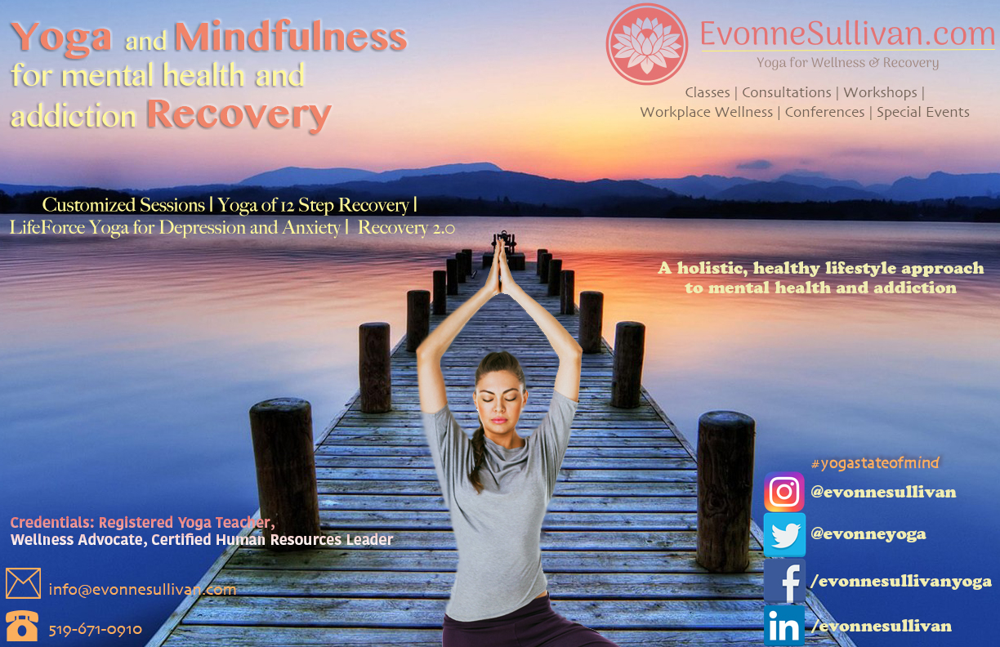 Yoga and Mindfulness
for mental health and
addiction Recovery
EvonneSullivan.com
Yoga for Wellness & Recovery
Classes | Consultations | Workshops |
Workplace Wellness | Conferences | Special Events
Customized Sessions | Yoga of 12 Step Recovery |
LifeForce Yoga for Depression and Anxiety | Recovery 2.0
A holistic, healthy lifestyle approach
to mental health and addiction
#yogastateofmind
@evonnesullivan
@evonneyoga
/evonnesullivanyoga
/evonnesullivan
Credentials: Registered Yoga Teacher,
Wellness Advocate, Certified Human Resources Leader
info@evonnesullivan.com
519-671-0910